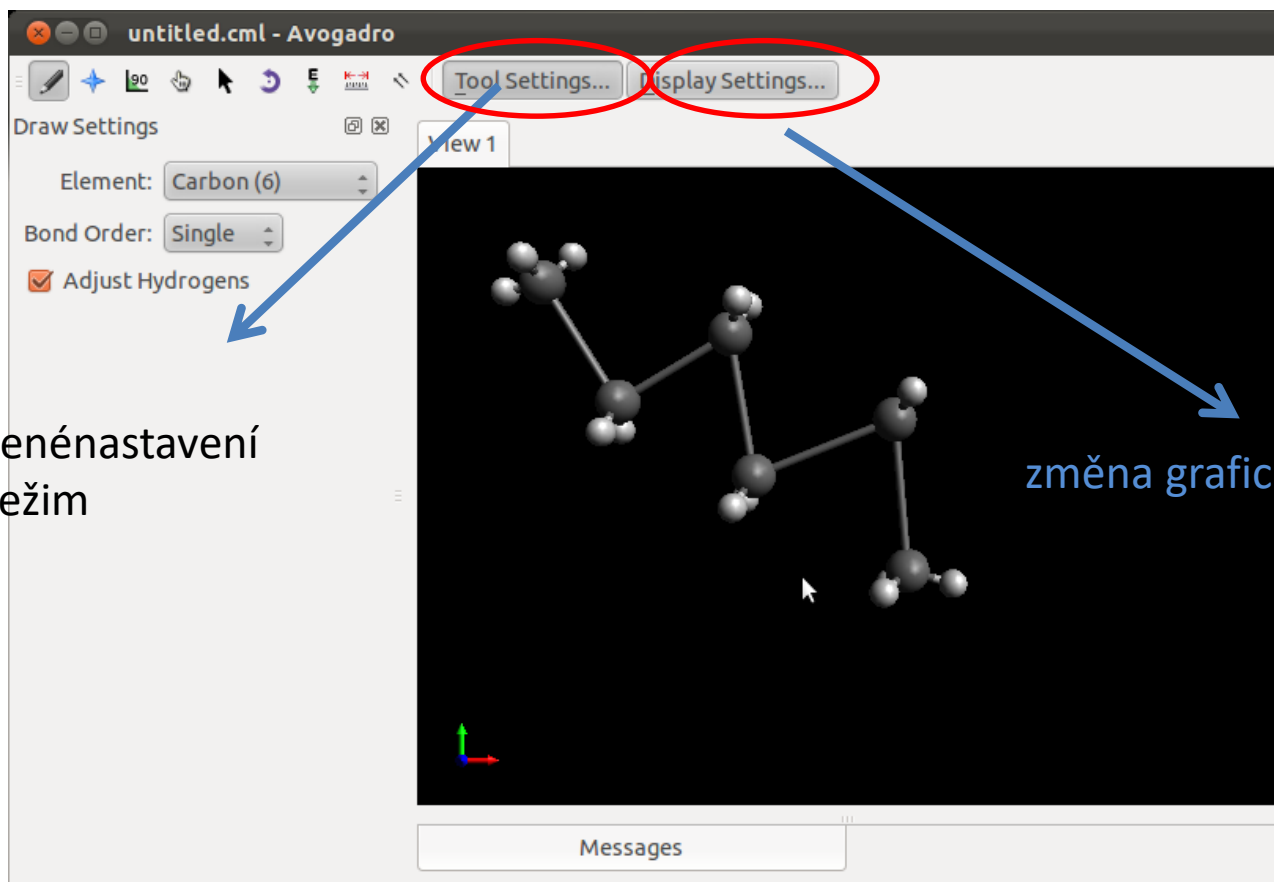 untitled.cml - Avogadro
90 E Tool Settings... Display Settings...
Draw Settings
View 1
Element: Carbon (6)
Bond Order: Single
Adjust Hydrogens
enénastavení
ežim
změna grafic
Messages